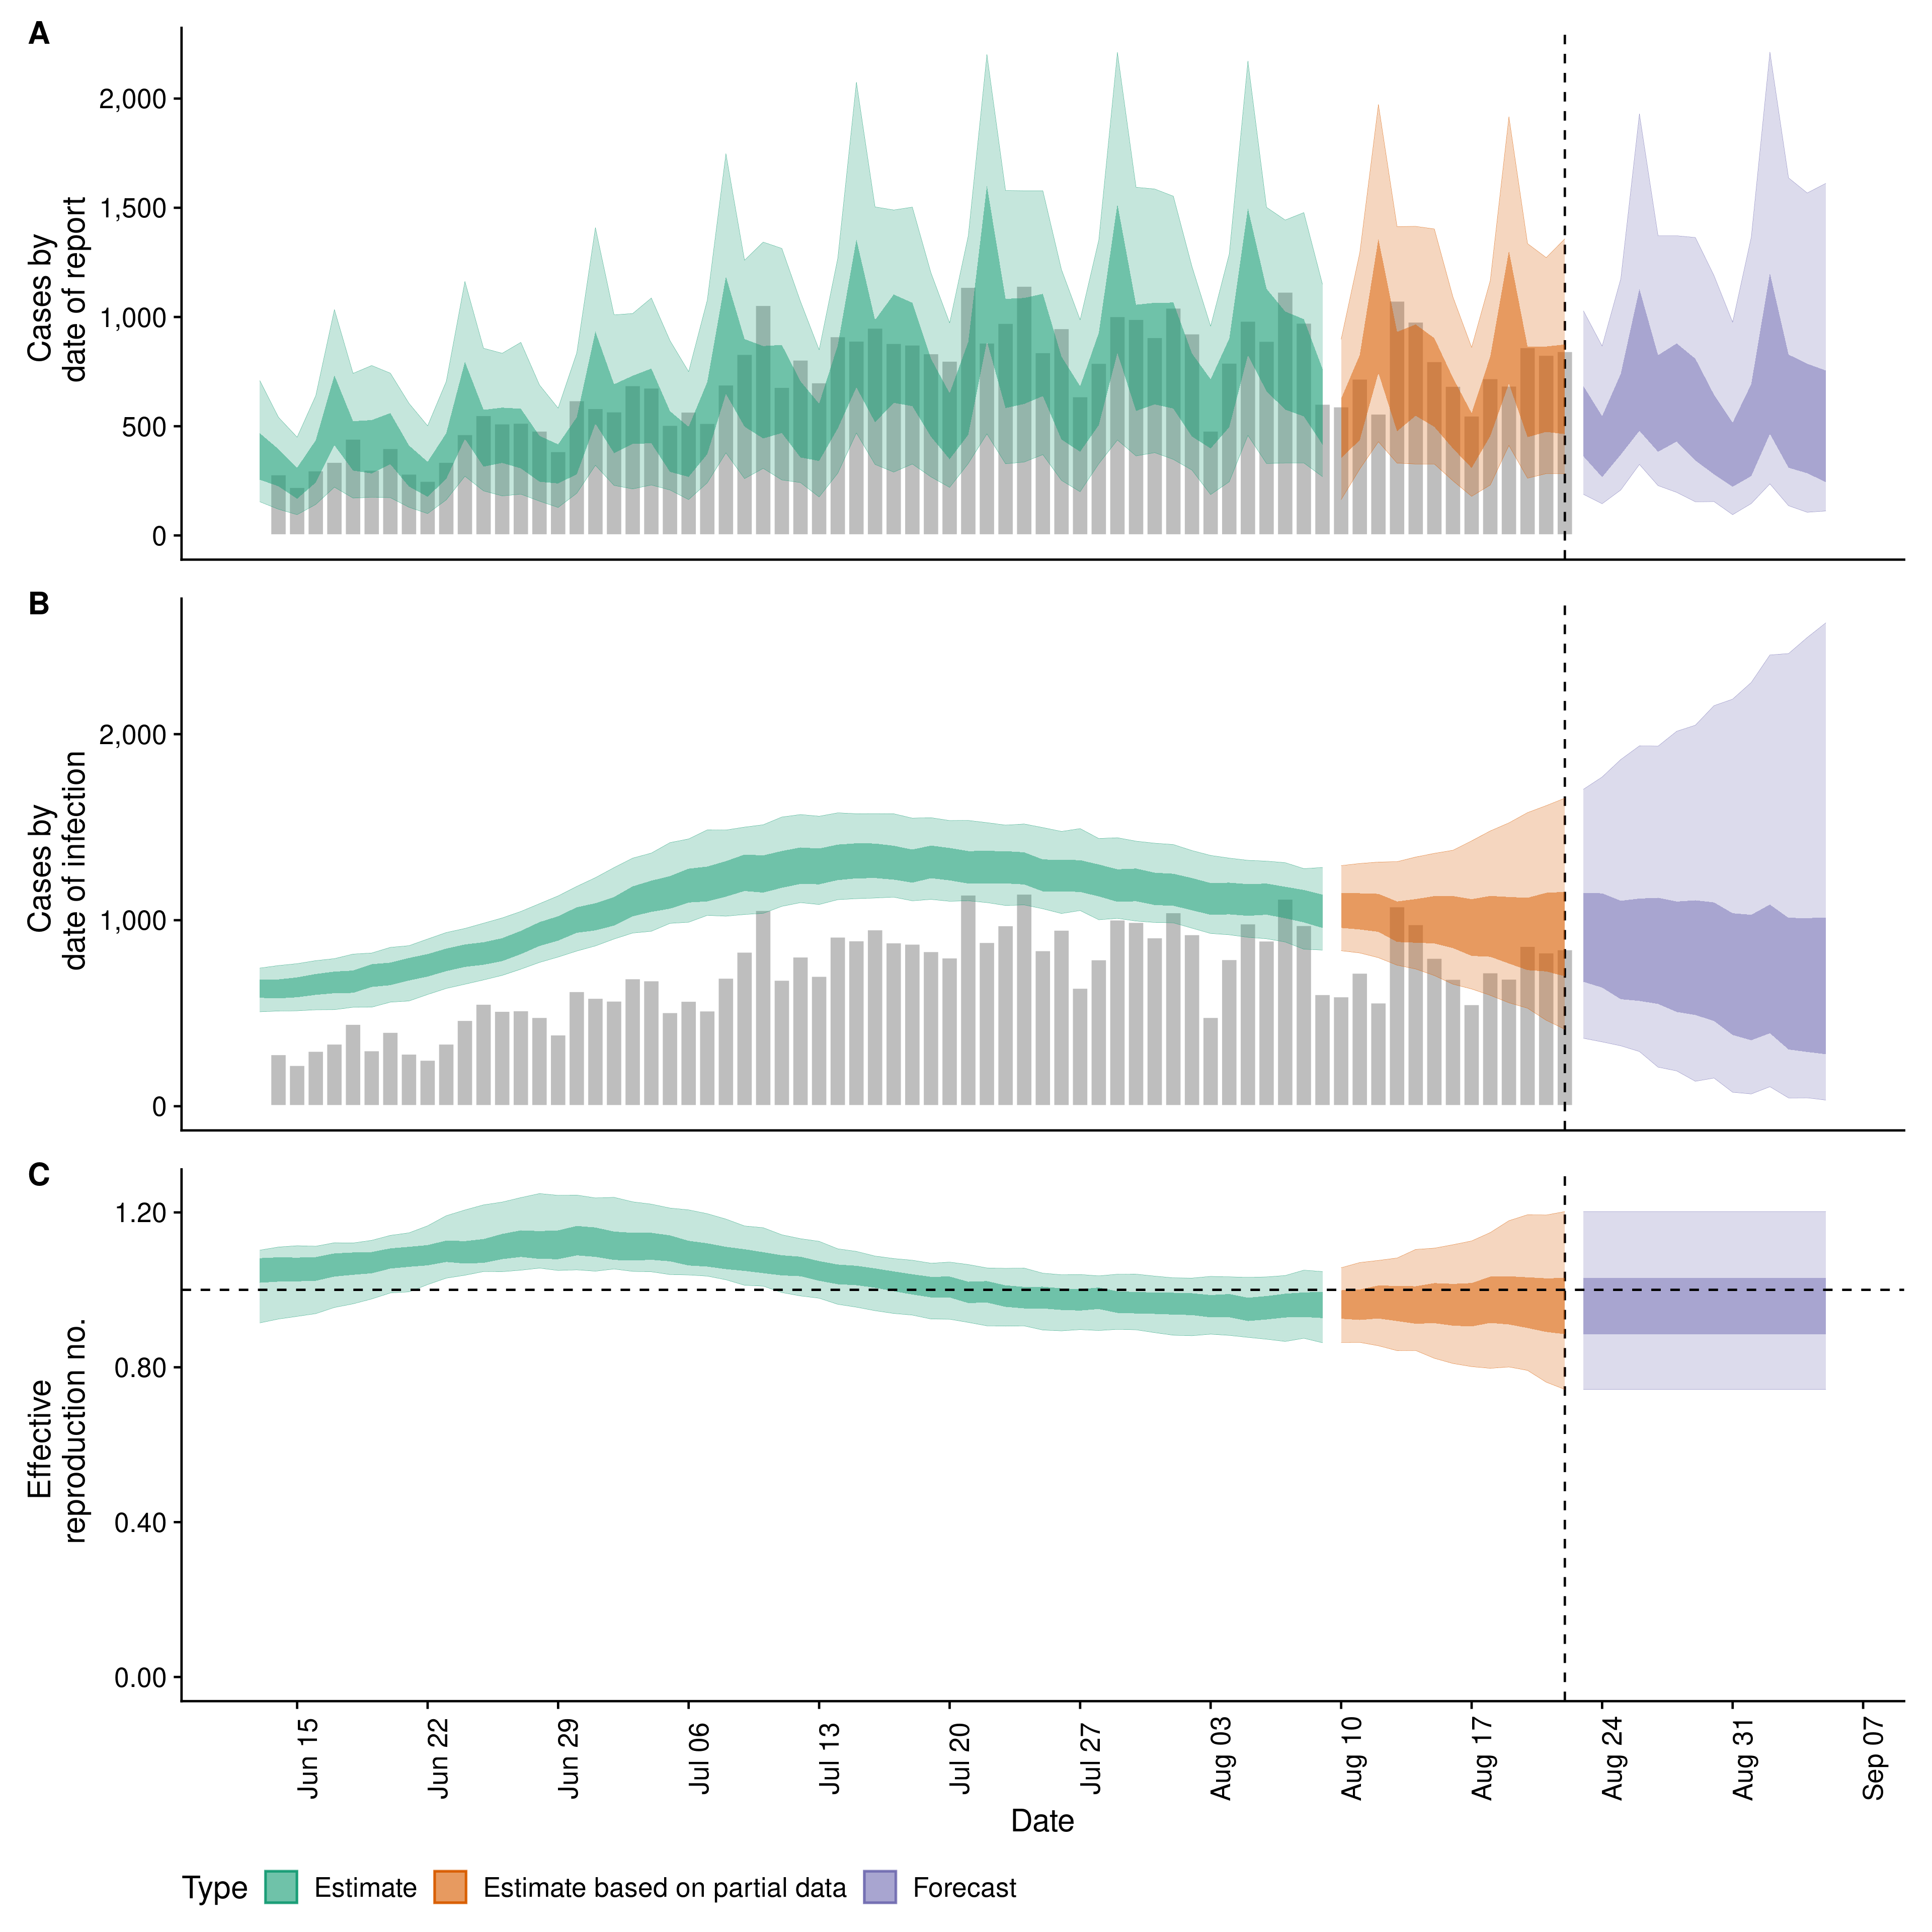 A
2,000
1,500
1,000
500
0
Cases by
date of report
B
2,000
1,000
0
Cases by
date of infection
C
1.20
0.80
0.40
0.00
Effective
reproduction no.
Jun 15
Jun 22
Jun 29
Jul 06
Jul 13
Jul 20
Jul 27
Aug 03
Aug 10
Aug 17
Aug 24
Aug 31
Sep 07
Date
Type Estimate Estimate based on partial data Forecast